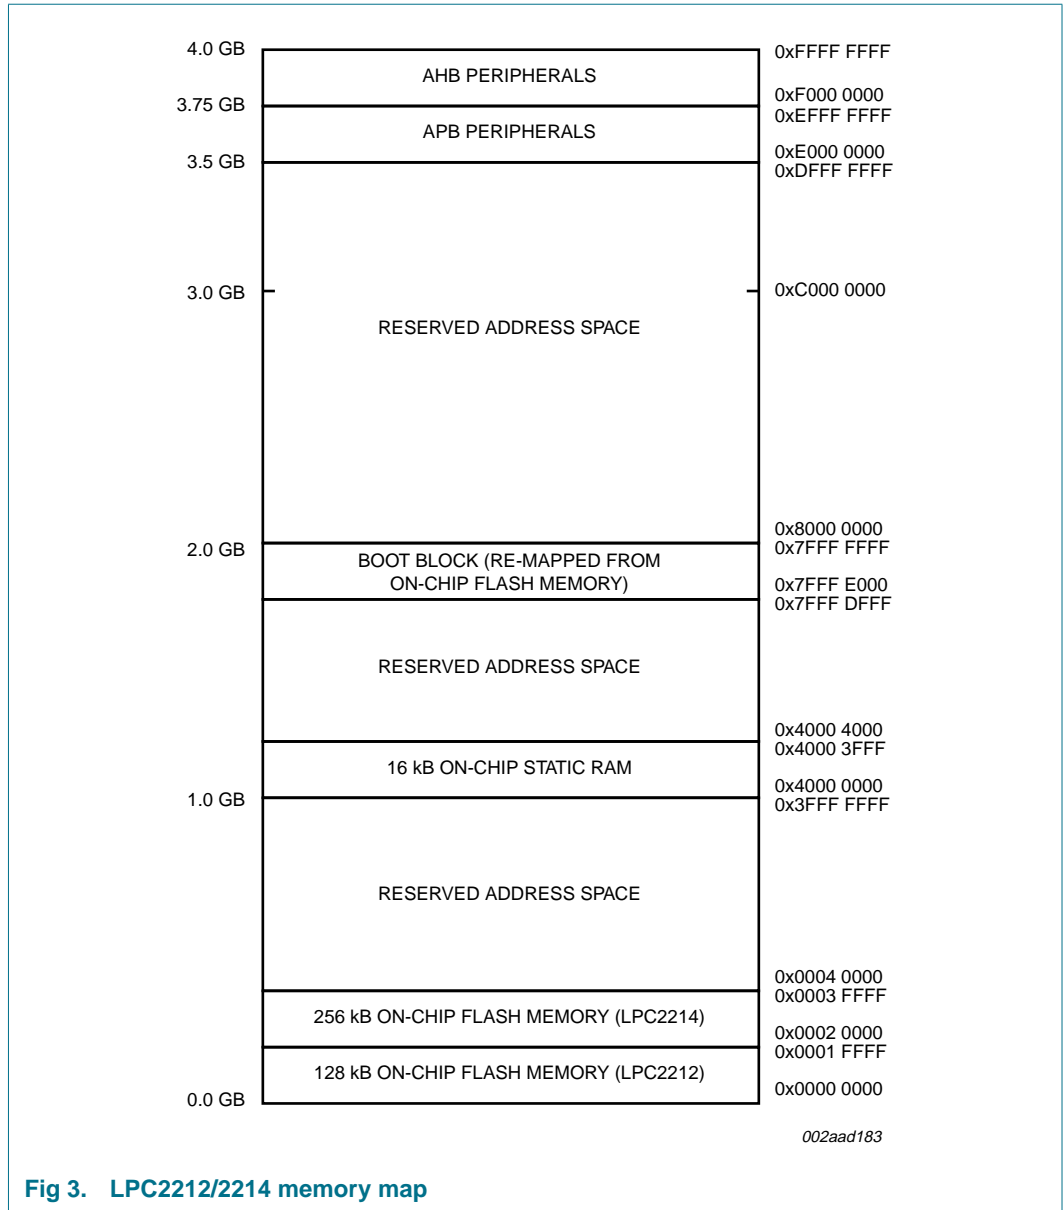 4.0 GB
0xFFFF FFFF
AHB PERIPHERALS
0xF000 0000
3.75 GB
0xEFFF FFFF
APB PERIPHERALS
0xE000 0000
3.5 GB
0xDFFF FFFF
3.0 GB
0xC000 0000
RESERVED ADDRESS SPACE
0x8000 0000
2.0 GB
0x7FFF FFFF
BOOT BLOCK (RE-MAPPED FROM
ON-CHIP FLASH MEMORY)
0x7FFF E000
0x7FFF DFFF
RESERVED ADDRESS SPACE
0x4000 4000
0x4000 3FFF
16 kB ON-CHIP STATIC RAM
0x4000 0000
1.0 GB
0x3FFF FFFF
RESERVED ADDRESS SPACE
0x0004 0000
0x0003 FFFF
256 kB ON-CHIP FLASH MEMORY (LPC2214)
0x0002 0000
0x0001 FFFF
128 kB ON-CHIP FLASH MEMORY (LPC2212)
0x0000 0000
0.0 GB
002aad183
Fig 3. LPC2212/2214 memory map